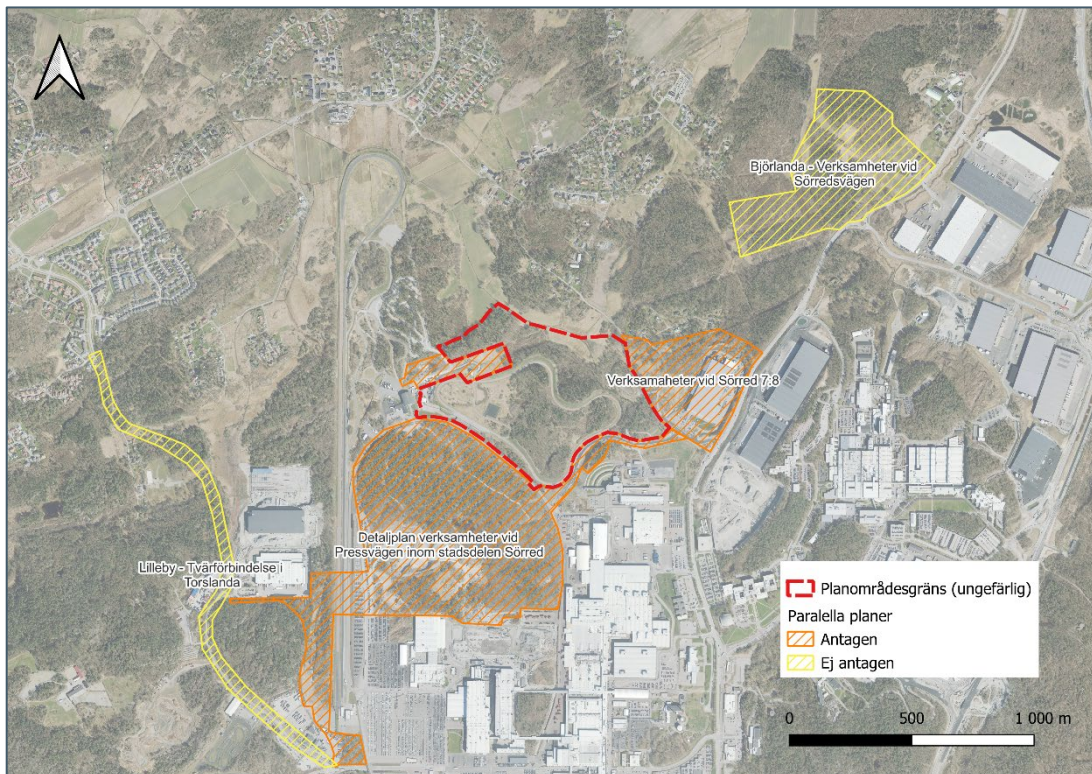 Björlanda - Verksamheter vid
Sörredsvägen
Verksamaheter vid Sörred 7:8
Detaljplan verksamheter vid
Pressvägen inom stadsdelen Sörred
Lilleby - Tvärförbindelse i
Torslanda
Planområdesgräns (ungefärlig)
Paralella planer
Antagen
Ej antagen
0 500 1 000 m